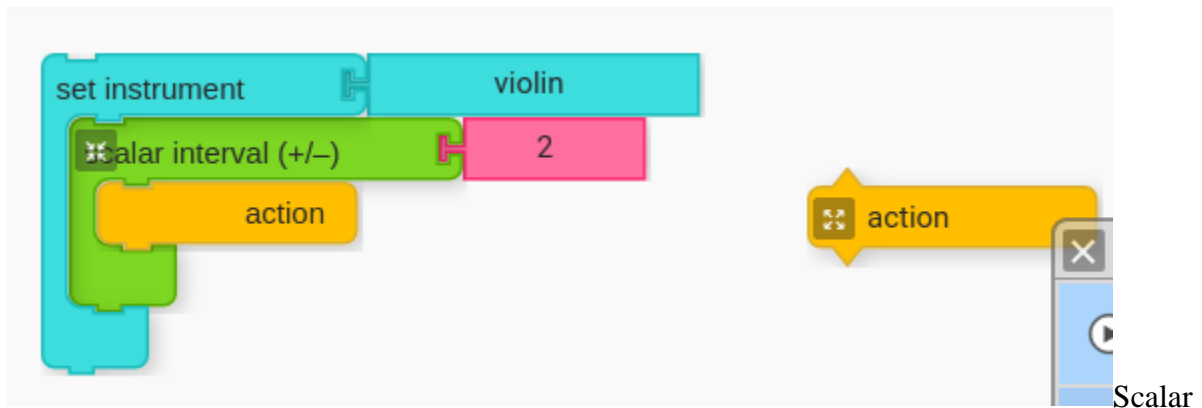 set instrument violin
scalar interval (+/–) 2
action action
Scalar